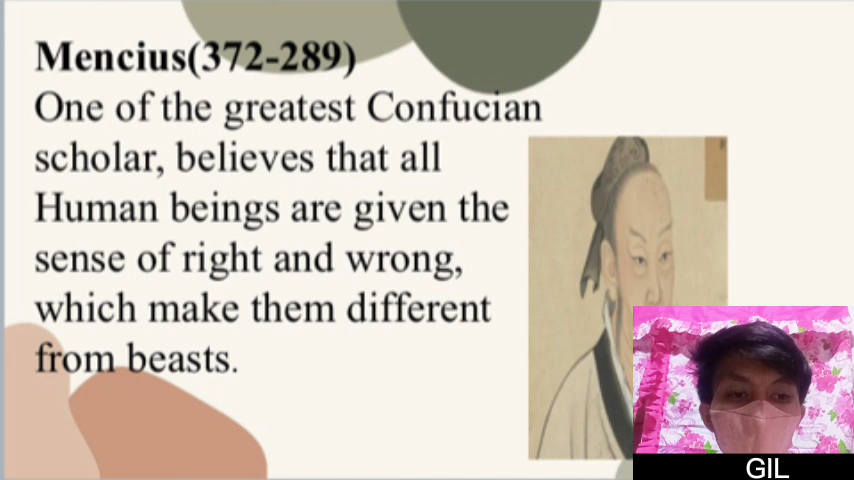 Mencius(372-289)
One of the greatest Confucian
scholar, believes that all
Human beings are given the
sense of right and wrong,
which make them different
from beasts.
GIL